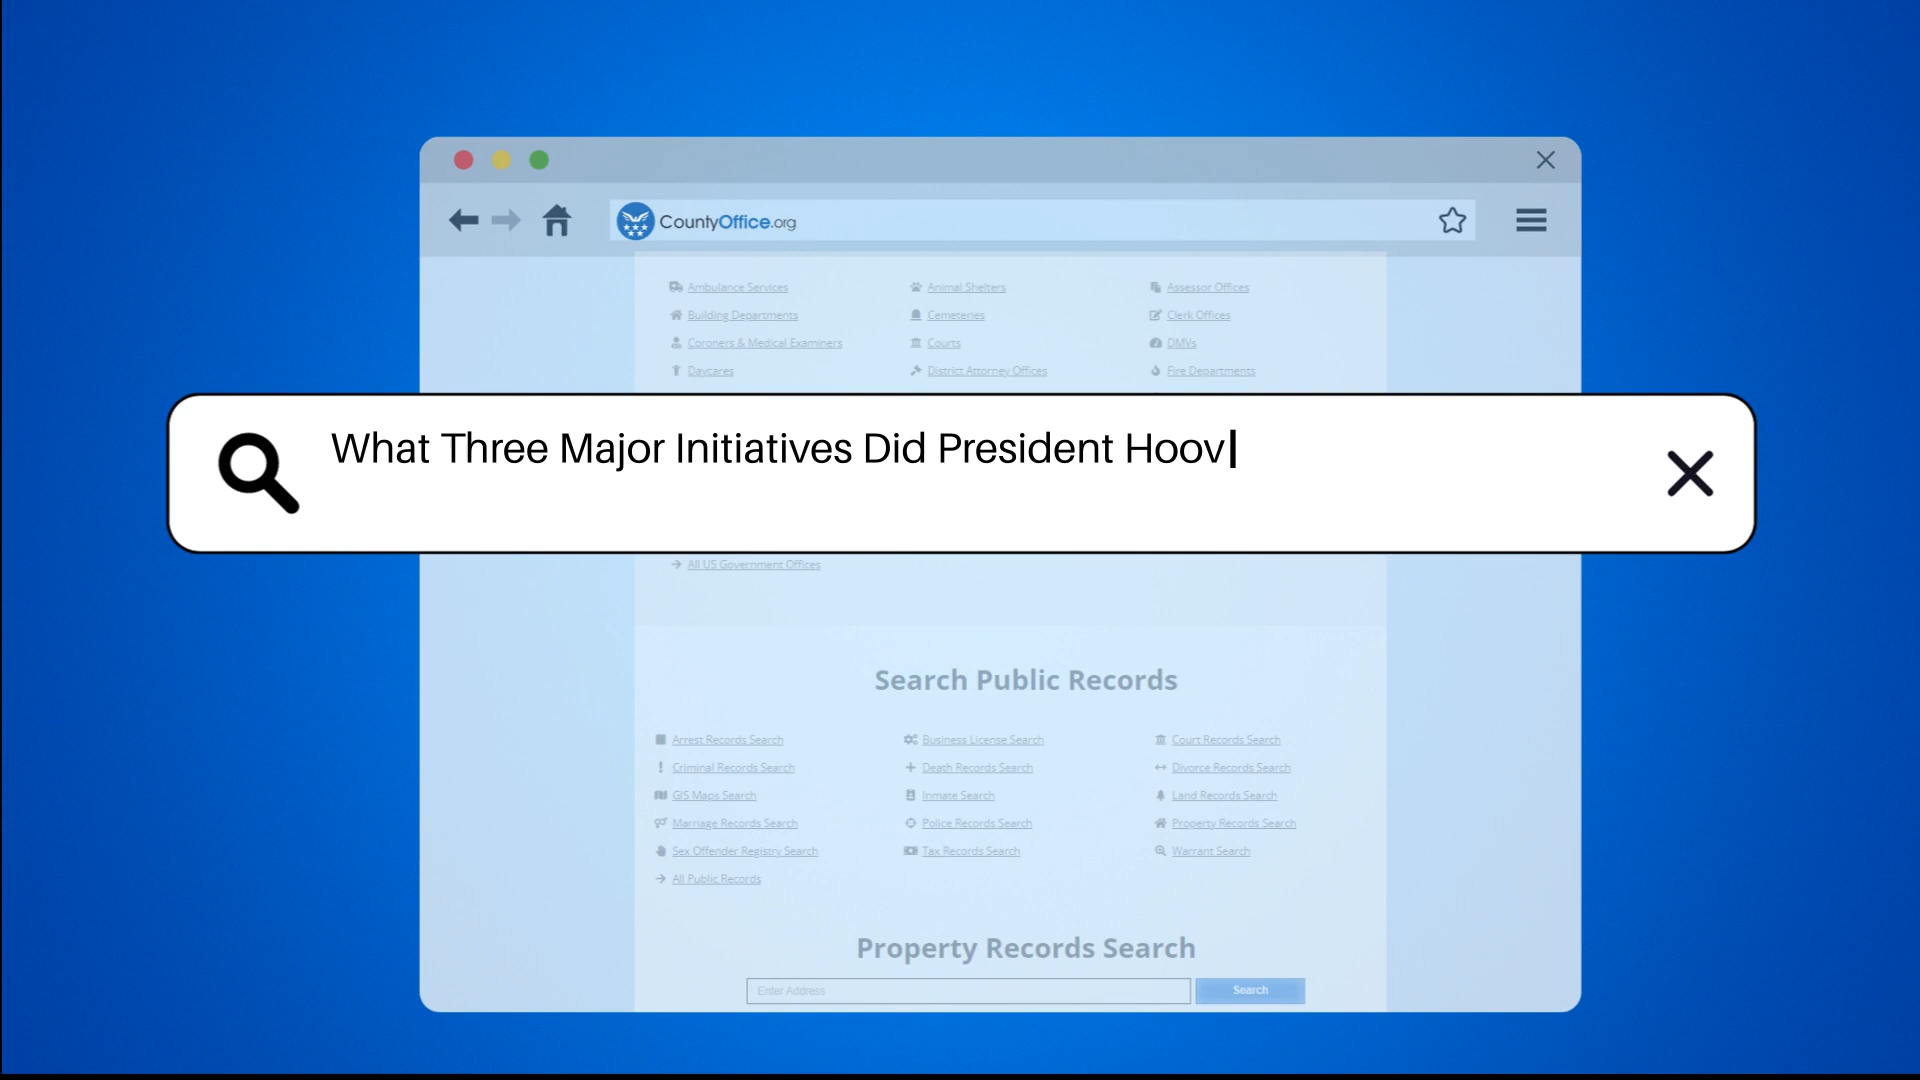 CountyOffice.org
Ambulance Services Animal Shelters Assessor Offices
Building Departments Cemeteries Clerk Offices
Coroners & Medical Examiners Courts DMVs
Daycares District Attorney Offices Fire Departments
What Three Major Initiatives Did President Hoov
All US Government Offices
Search Public Records
Arrest Records Search Business License Search Court Records Search
Criminal Records Search Death Records Search Divorce Records Search
GIS Maps Search Inmate Search Land Records Search
Marriage Records Search Police Records Search Property Records Search
Sex Offender Registry Search Tax Records Search Warrant Search
All Public Records
Property Records Search
Enter Address Search